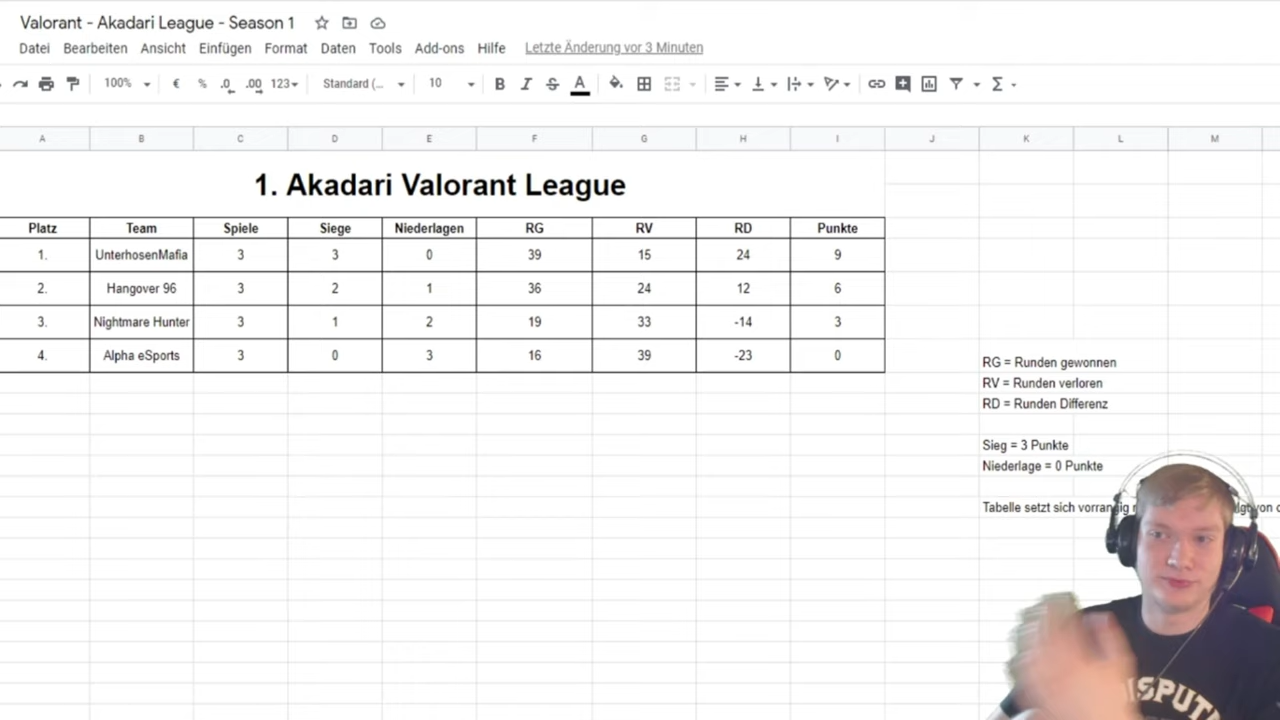 Valorant - Akadari League - Season 1
Datei Bearbeiten Ansicht Einfügen Format Daten Tools Add-ons Hilfe Letzte Änderung vor 3 Minuten
100% € % .0 .00 123 Standard (... 10 B I S A
A B C D E F G H I J K L M
1. Akadari Valorant League
Platz Team Spiele Siege Niederlagen RG RV RD Punkte
1. UnterhosenMafia 3 3 0 39 15 24 9
2. Hangover 96 3 2 1 36 24 12 6
3. Nightmare Hunter 3 1 2 19 33 -14 3
4. Alpha eSports 3 0 3 16 39 -23 0
RG = Runden gewonnen
RV = Runden verloren
RD = Runden Differenz
Sieg = 3 Punkte
Niederlage = 0 Punkte
Tabelle setzt sich vorrangig von